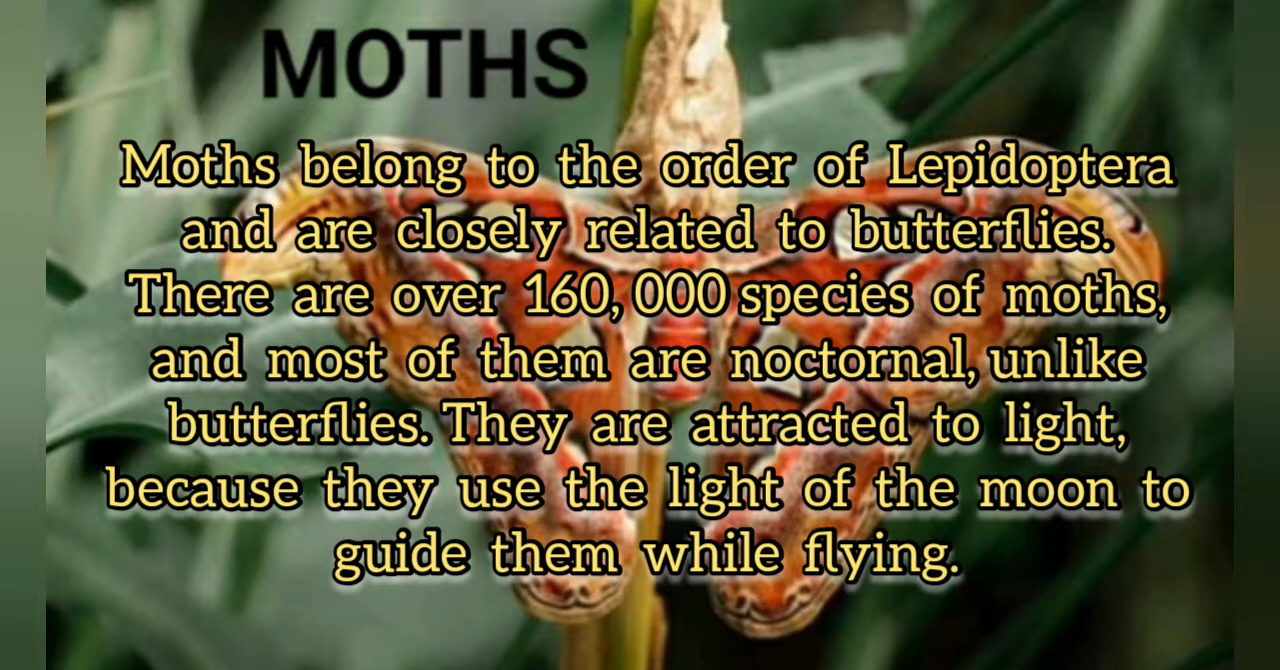 MOTHS
Moths belong to the order of Lepidoptera
and are closely related to butterflies.
There are over 160,000 species of moths,
and most of them are noctornal, unlike
butterflies. They are attracted to light,
because they use the light of the moon to
guide them while flying.